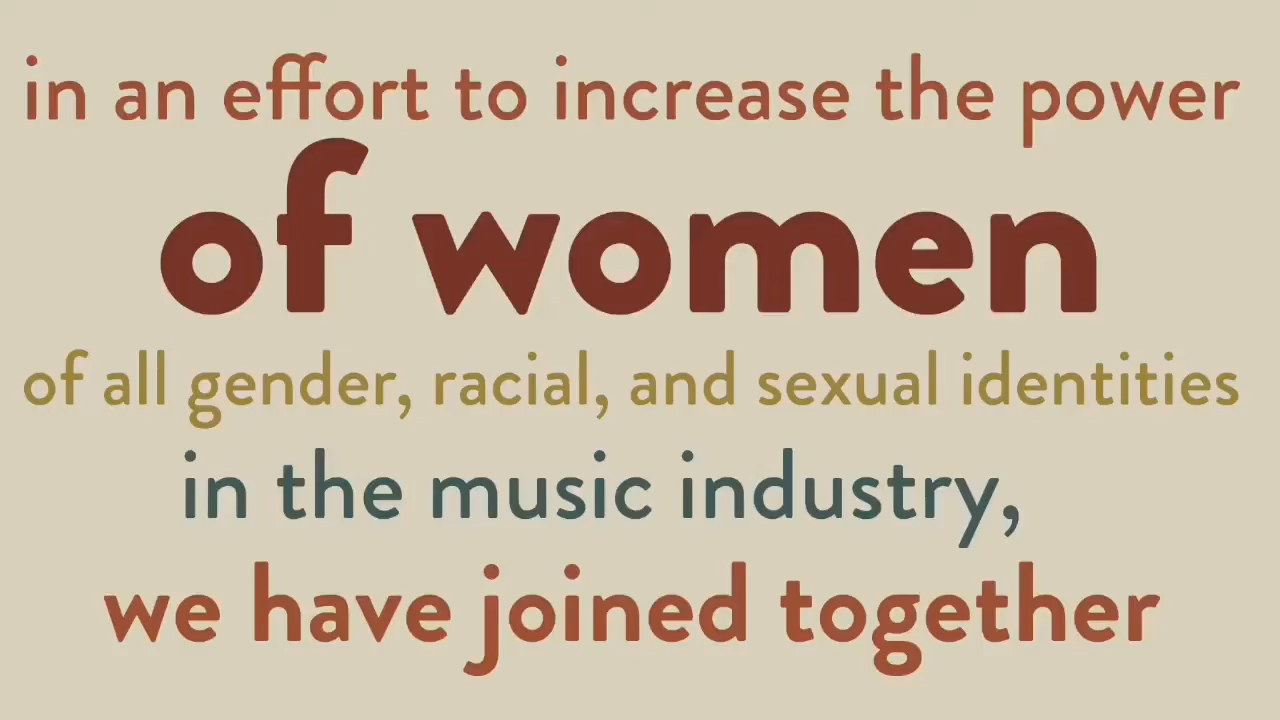 in an effort to increase the power
of women
of all gender, racial, and sexual identities
in the music industry,
we have joined together